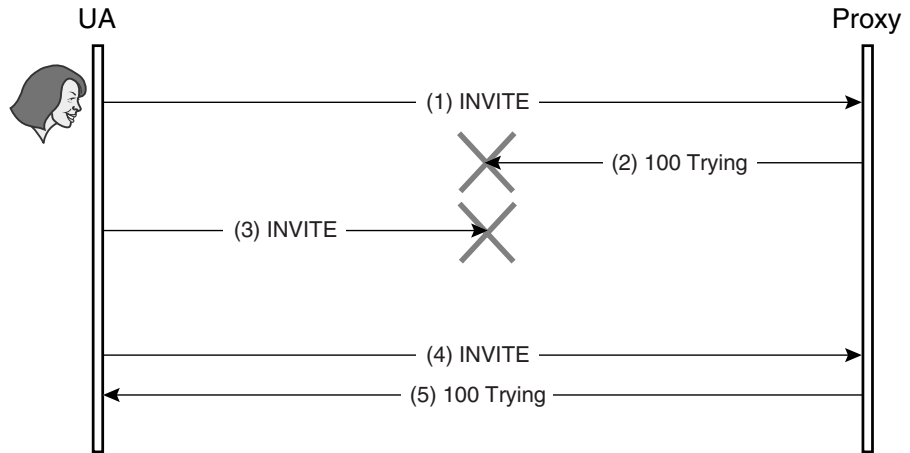 UA
Proxy
(1) INVITE
(2) 100 Trying
(3) INVITE
(4) INVITE
(5) 100 Trying